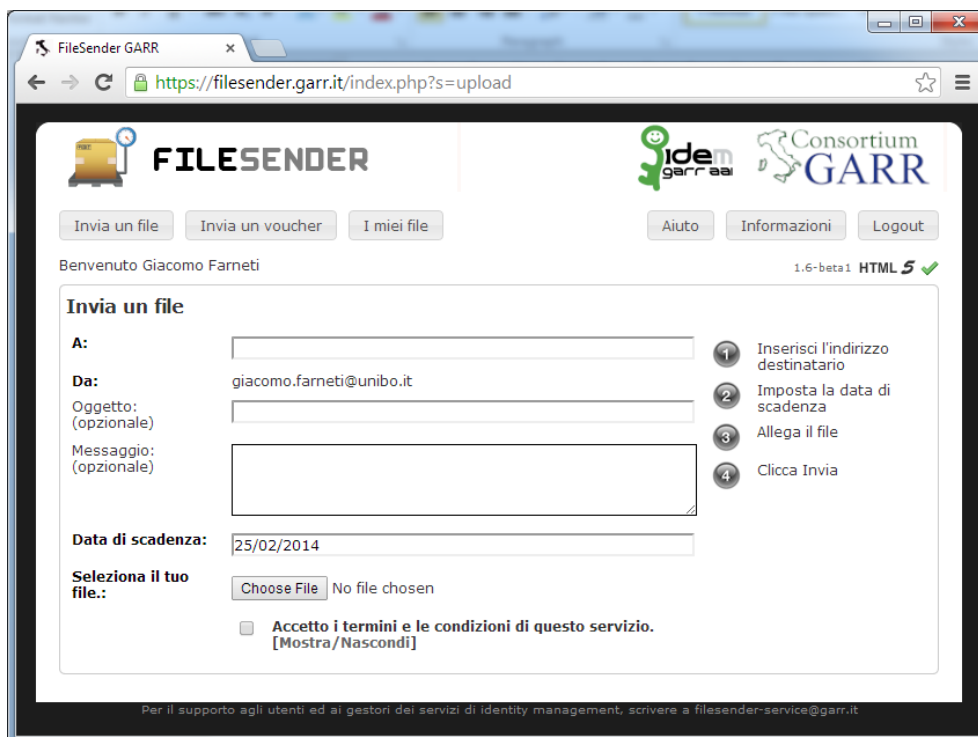 FileSender GARR
https://filesender.garr.it/index.php?s=upload
FILESENDER
idem
garr aai
Consortium
GARR
Invia un file
Invia un voucher
I miei file
Aiuto
Informazioni
Logout
Benvenuto Giacomo Farneti
1.6-beta1 HTML 5
Invia un file
A:
Da:
giacomo.farneti@unibo.it
Oggetto:
(opzionale)
Messaggio:
(opzionale)
Data di scadenza:
25/02/2014
Seleziona il tuo
file.:
Choose File No file chosen
Accetto i termini e le condizioni di questo servizio.
[Mostra/Nascondi]
1 Inserisci l'indirizzo
destinatario
2 Imposta la data di
scadenza
3 Allega il file
4 Clicca Invia
Per il supporto agli utenti ed ai gestori dei servizi di identity management, scrivere a filesender-service@garr.it